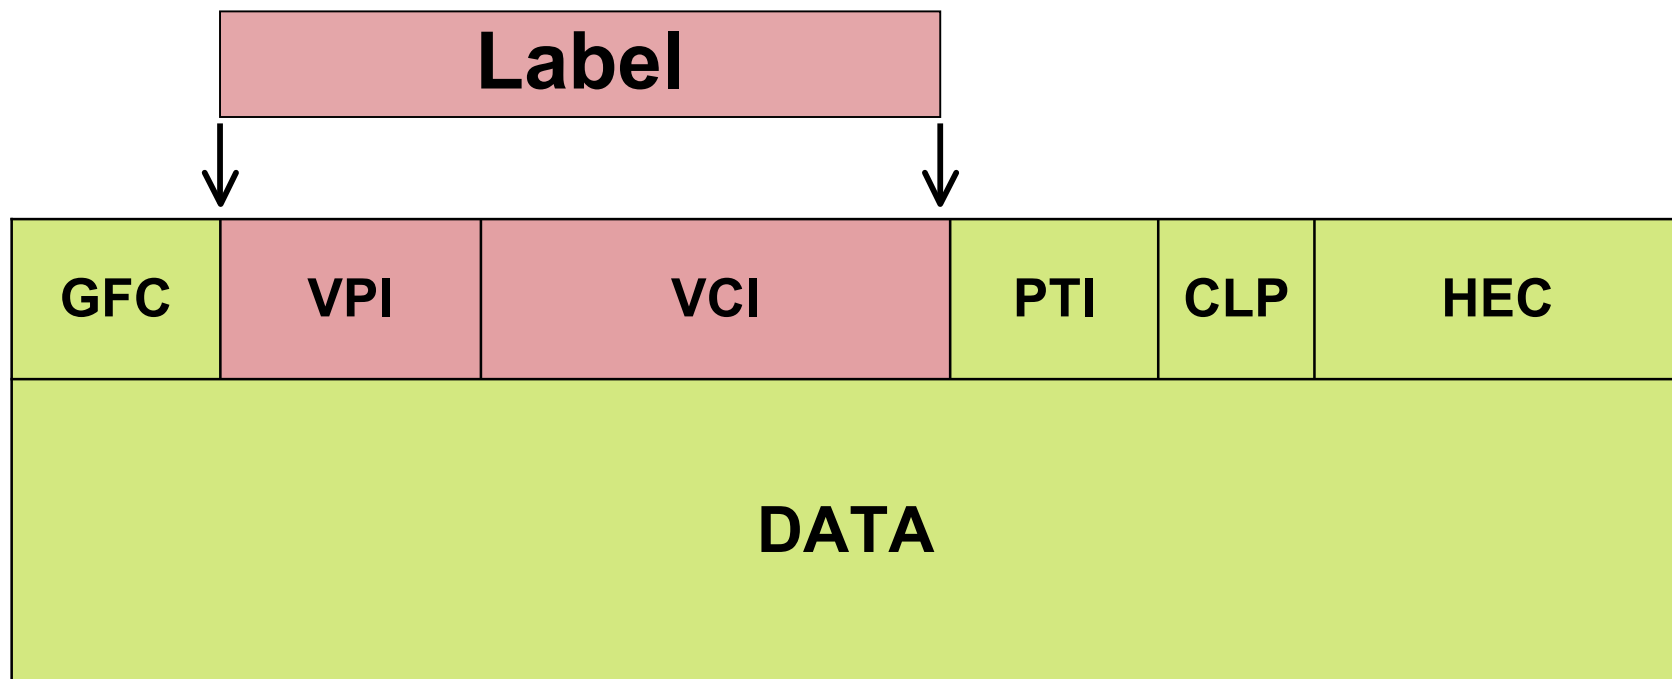 Label
GFC VPI VCI PTI CLP HEC
DATA